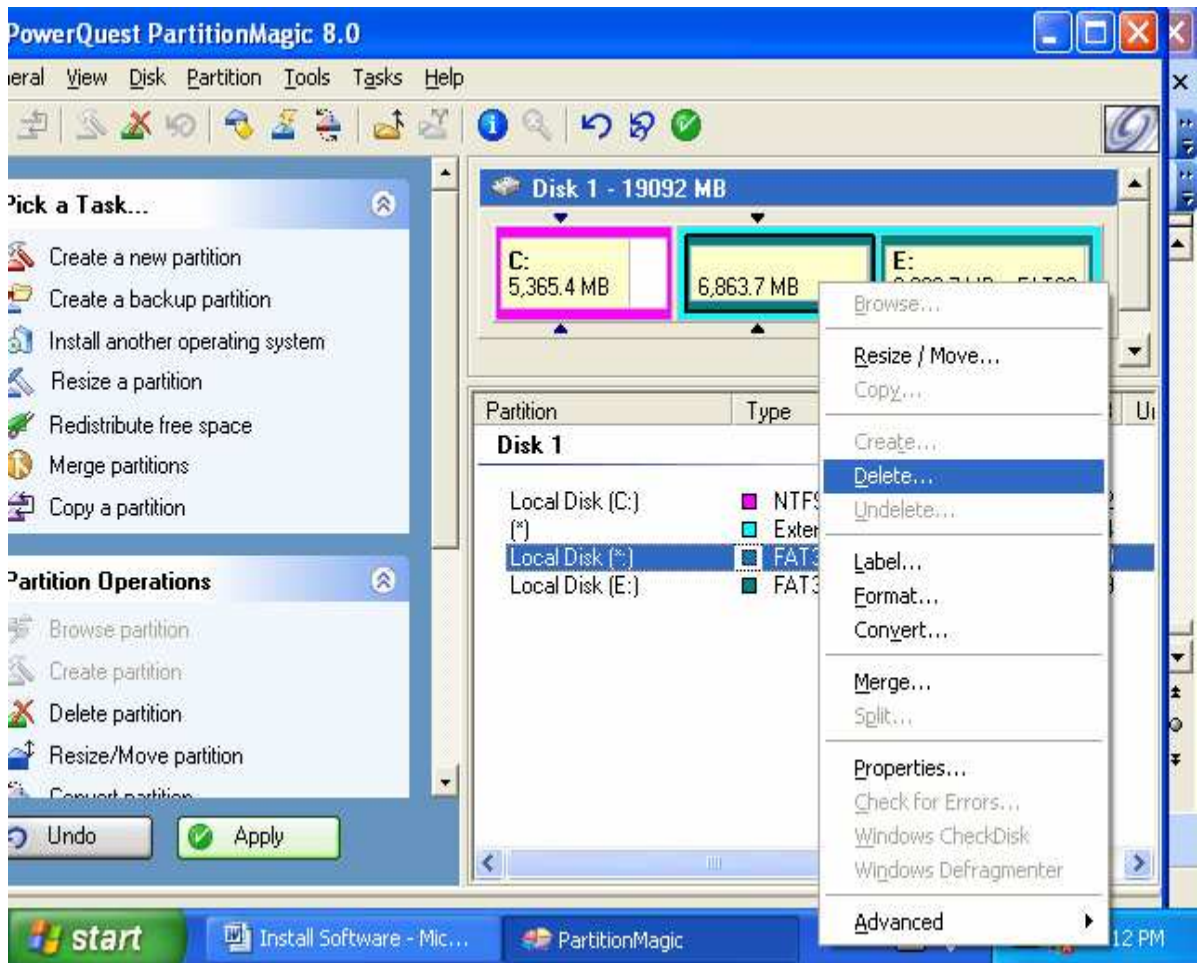 PowerQuest PartitionMagic 8.0
eral View Disk Partition Tools Tasks Help
Pick a Task...
Create a new partition
Create a backup partition
Install another operating system
Resize a partition
Redistribute free space
Merge partitions
Copy a partition
Partition Operations
Browse partition
Create partition
Delete partition
Resize/Move partition
Convert partition
Undo Apply
Disk 1 - 19092 MB
C:
5,365.4 MB
6,863.7 MB
E:
Partition Type
Disk 1
Local Disk (C:) NTFS
(*) Exten
Local Disk (*:) FAT3
Local Disk (E:) FAT3
Browse...
Resize / Move...
Copy...
Create...
Delete...
Undelete...
Label...
Format...
Convert...
Merge...
Split...
Properties...
Check for Errors...
Windows CheckDisk
Windows Defragmenter
Advanced
start Install Software - Mic... PartitionMagic 12 PM